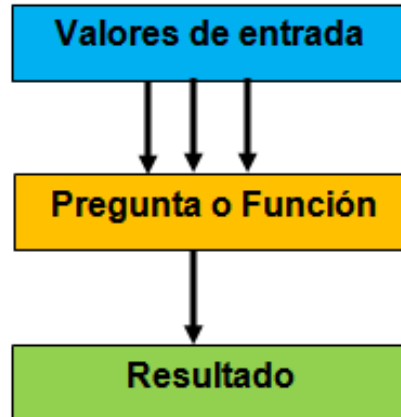 Valores de entrada
Pregunta o Función
Resultado